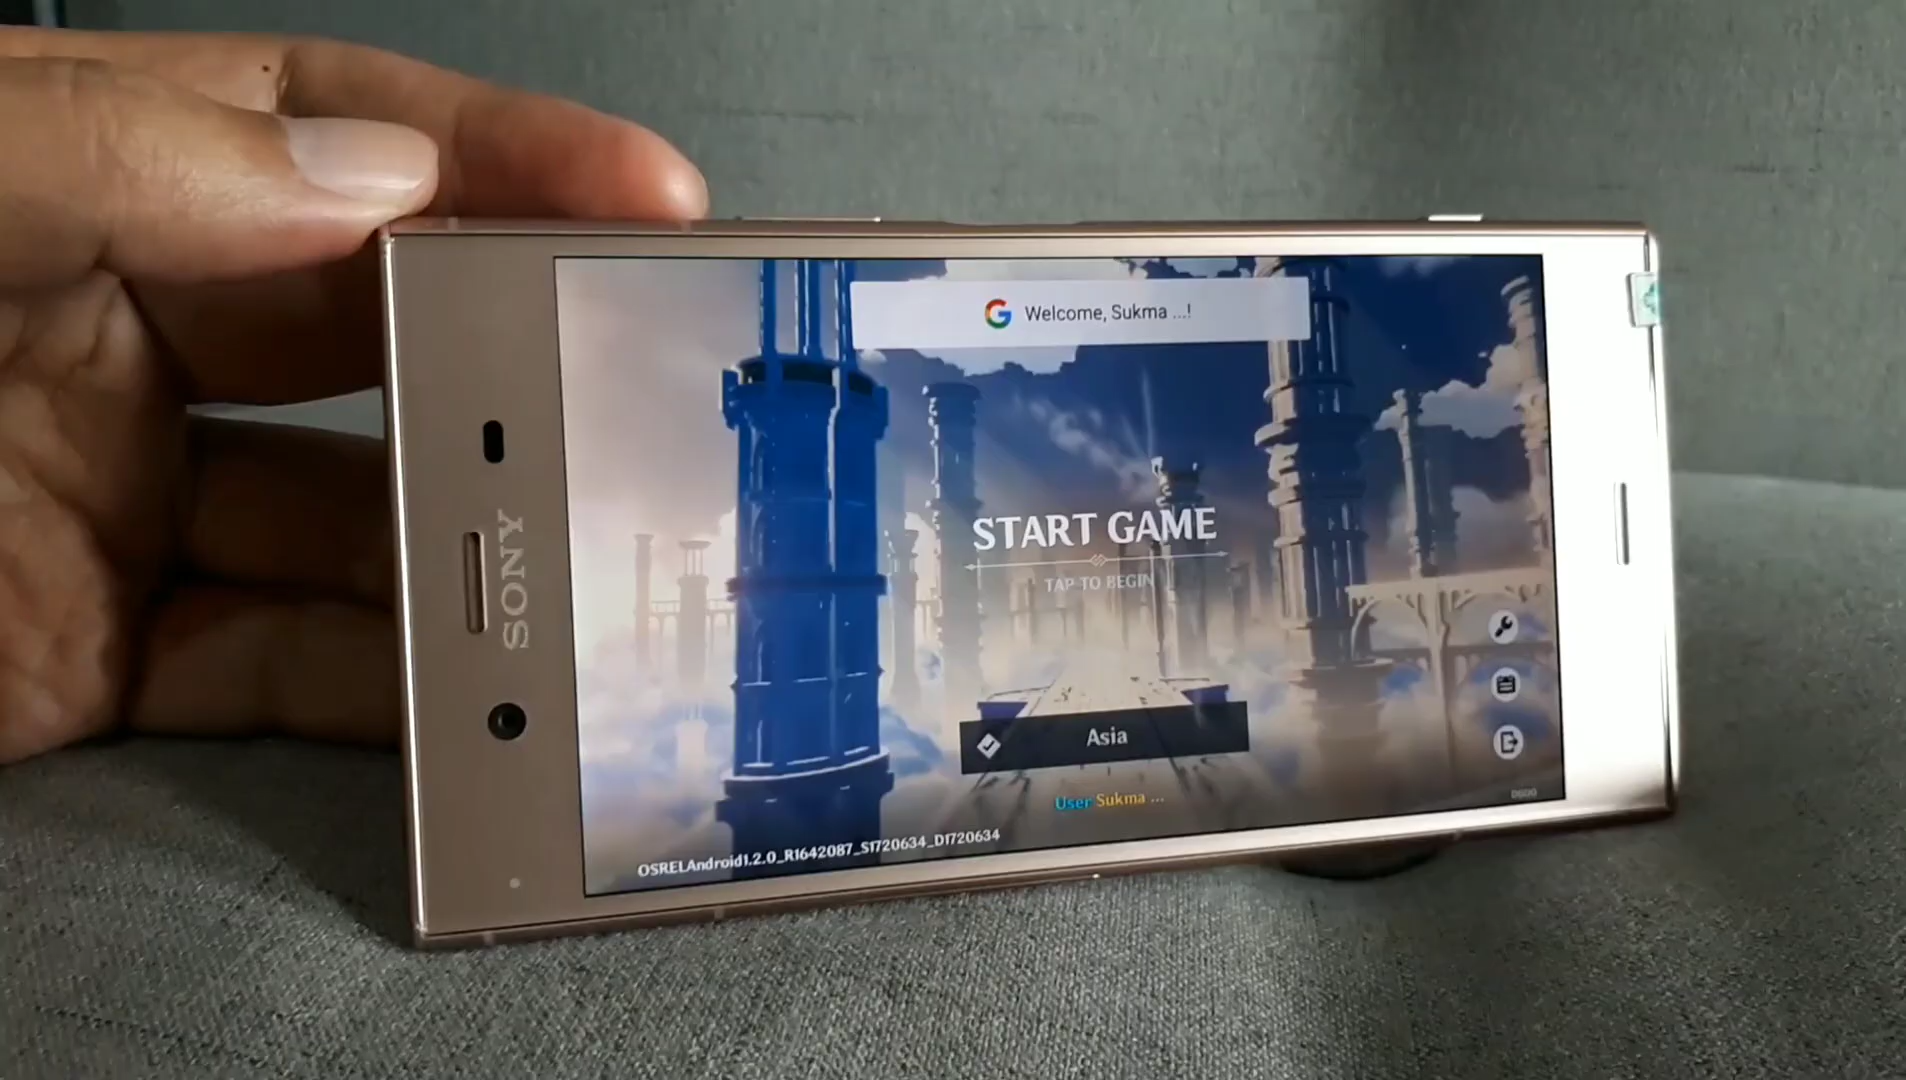 SONY
Welcome, Sukma ...!
START GAME
TAP TO BEGIN
Asia
User Sukma ...
OSRELAndroid1.2.0_R1642087_S1720634_D1720634